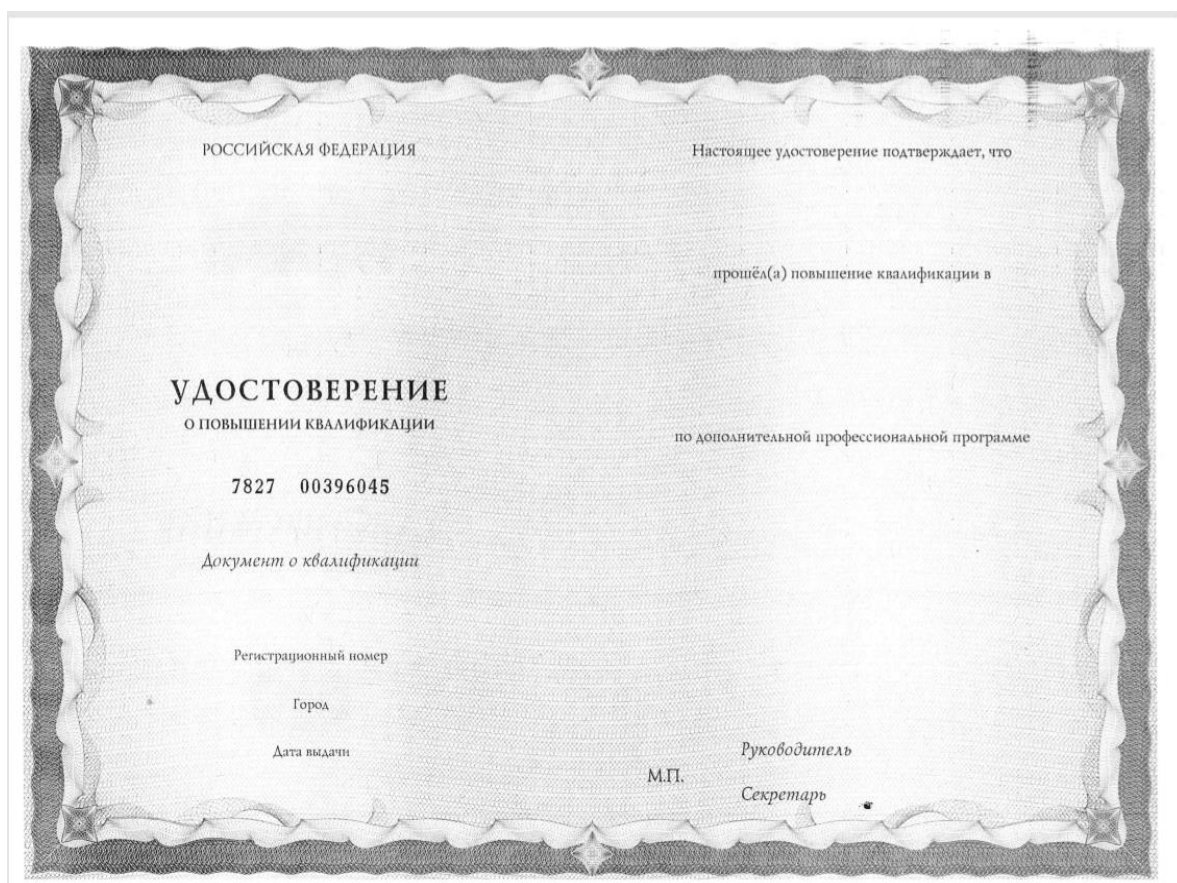 РОССИЙСКАЯ ФЕДЕРАЦИЯ
УДОСТОВЕРЕНИЕ
О ПОВЫШЕНИИ КВАЛИФИКАЦИИ
7827 00396045
Документ о квалификации
Регистрационный номер
Город
Дата выдачи
Настоящее удостоверение подтверждает, что
прошёл(а) повышение квалификации в
по дополнительной профессиональной программе
М.П.
Руководитель
Секретарь